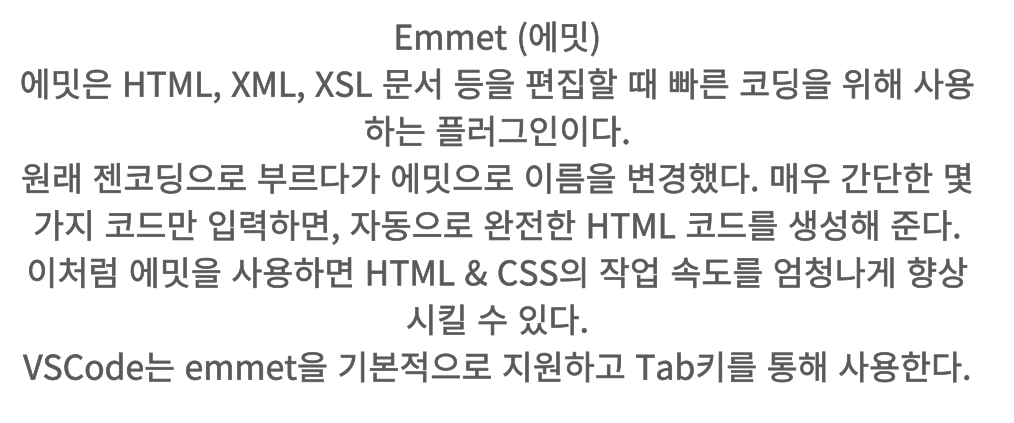 Emmet (에밋)
에밋은 HTML, XML, XSL 문서 등을 편집할 때 빠른 코딩을 위해 사용
하는 플러그인이다.
원래 젠코딩으로 부르다가 에밋으로 이름을 변경했다. 매우 간단한 몇
가지 코드만 입력하면, 자동으로 완전한 HTML 코드를 생성해 준다.
이처럼 에밋을 사용하면 HTML & CSS의 작업 속도를 엄청나게 향상
시킬 수 있다.
VSCode는 emmet을 기본적으로 지원하고 Tab키를 통해 사용한다.